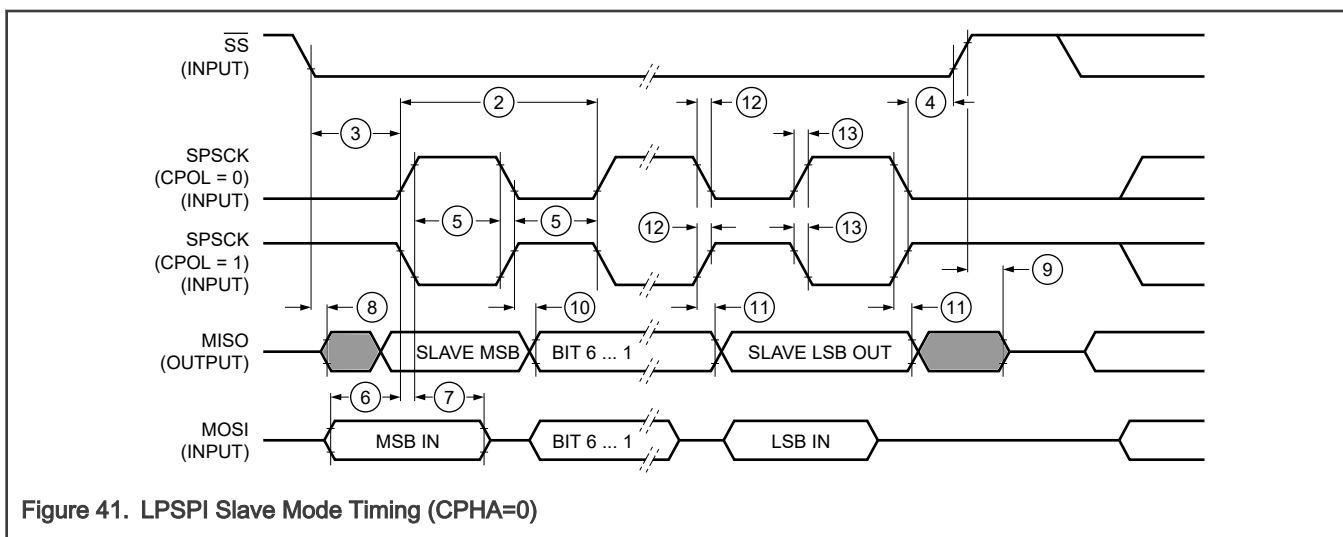 SS
(INPUT)
2
12
4
3
13
SPSCK
(CPOL = 0)
(INPUT)
5
5
12
13
SPSCK
(CPOL = 1)
(INPUT)
9
8
10
11
11
MISO
(OUTPUT)
SLAVE MSB
BIT 6 ... 1
SLAVE LSB OUT
6
7
MOSI
(INPUT)
MSB IN
BIT 6 ... 1
LSB IN
Figure 41. LPSPI Slave Mode Timing (CPHA=0)